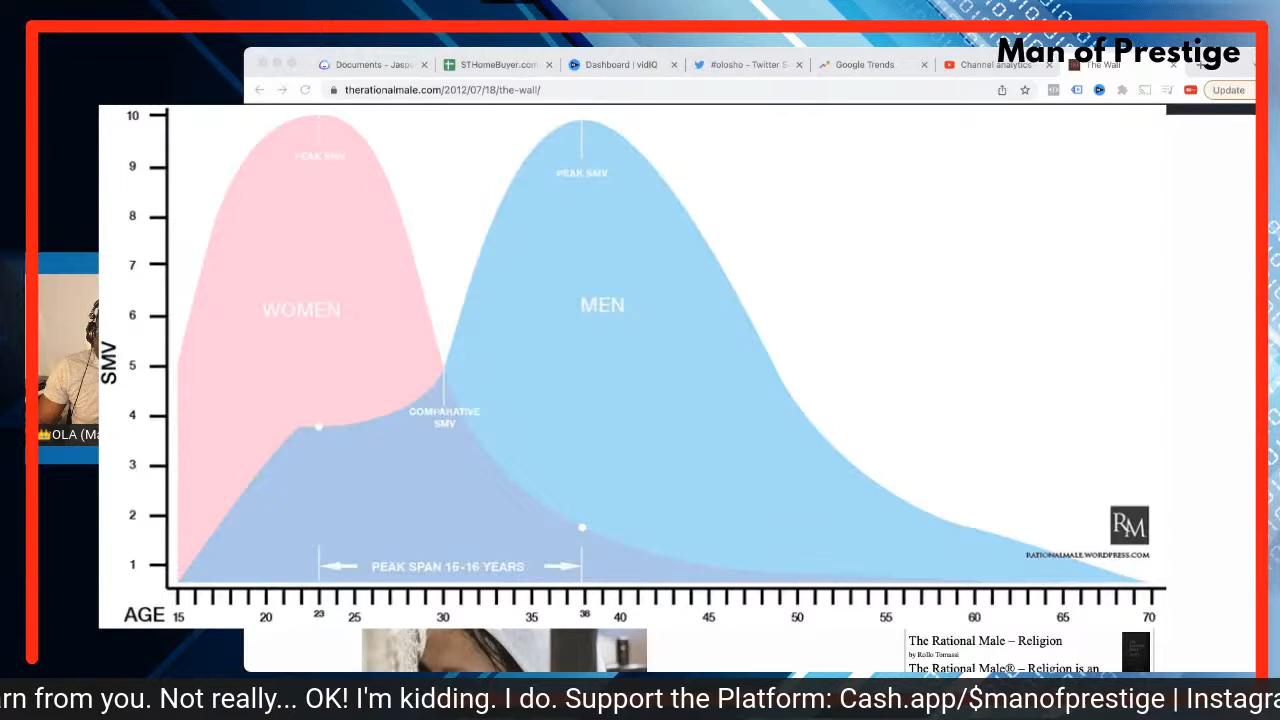 Man of Prestige
Documents - Jaspe
STHomeBuyer.com
Dashboard | vidIQ
#olosho - Twitter S
Google Trends
Channel analytics
The Wall
therationalmale.com/2012/07/18/the-wall/
Update
10
9
8
7
6
5
4
3
2
1
SMV
PEAK SMV
PEAK SMV
WOMEN
MEN
COMPARATIVE
SMV
PEAK SPAN 15-16 YEARS
RM
RATIONALMALE.WORDPRESS.COM
AGE
15
20
23
25
30
35
38
40
45
50
55
60
65
70
OLA (Ma
The Rational Male – Religion
by Rollo Tomassi
The Rational Male® – Religion is an
rn from you. Not really... OK! I'm kidding. I do. Support the Platform: Cash.app/$manofprestige | Instagra